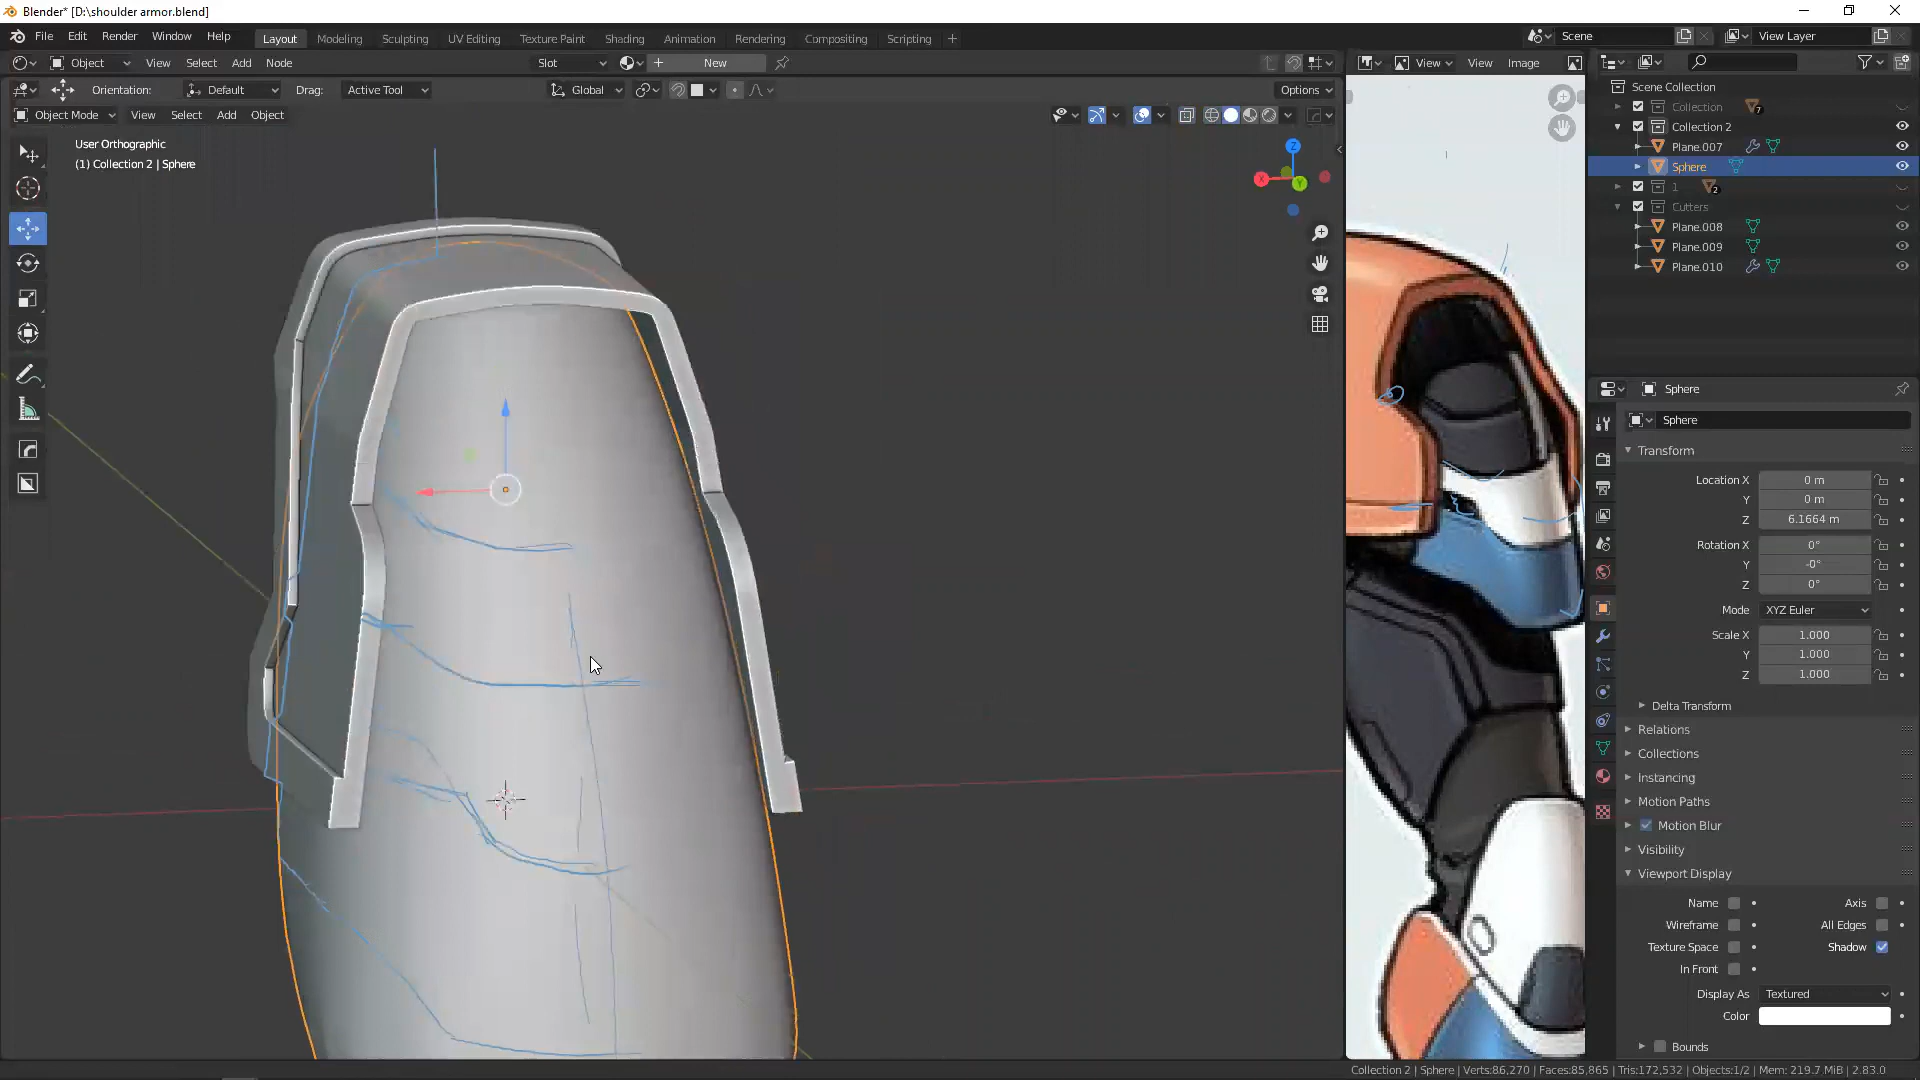 Blender* [D:\shoulder armor.blend]
File Edit Render Window Help
Layout Modeling Sculpting UV Editing Texture Paint Shading Animation Rendering Compositing Scripting +
Scene
View Layer
Object View Select Add Node
Slot
New
View View Image
Orientation: Default Drag: Active Tool
Global
Options
Object Mode View Select Add Object
User Orthographic
(1) Collection 2 | Sphere
Z
X
Y
Scene Collection
Collection 7
Collection 2
Plane.007
Sphere
1 2
Cutters
Plane.008
Plane.009
Plane.010
Sphere
Sphere
Transform
Location X 0 m
Y 0 m
Z 6.1664 m
Rotation X 0°
Y -0°
Z 0°
Mode XYZ Euler
Scale X 1.000
Y 1.000
Z 1.000
Delta Transform
Relations
Collections
Instancing
Motion Paths
Motion Blur
Visibility
Viewport Display
Name Axis
Wireframe All Edges
Texture Space Shadow
In Front
Display As Textured
Color
Bounds
Collection 2 | Sphere | Verts:86,270 | Faces:85,865 | Tris:172,532 | Objects:1/2 | Mem: 219.7 MiB | 2.83.0